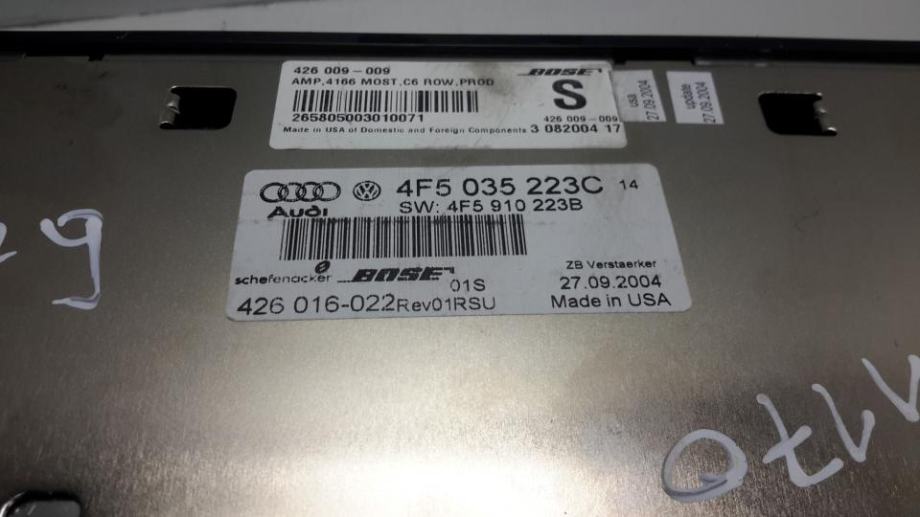 426 009-009
BOSE
AMP,4166 MOST,C6 ROW,PROD
S
265805003010071
426 009-009
Made in USA of Domestic and Foreign Components
3 082004 17
usa
27.09.2004
update
27.09.2004
4F5 035 223C 14
Audi
SW: 4F5 910 223B
schefenacker
BOSE
01S
ZB Verstaerker
27.09.2004
426 016-022Rev01RSU
Made in USA